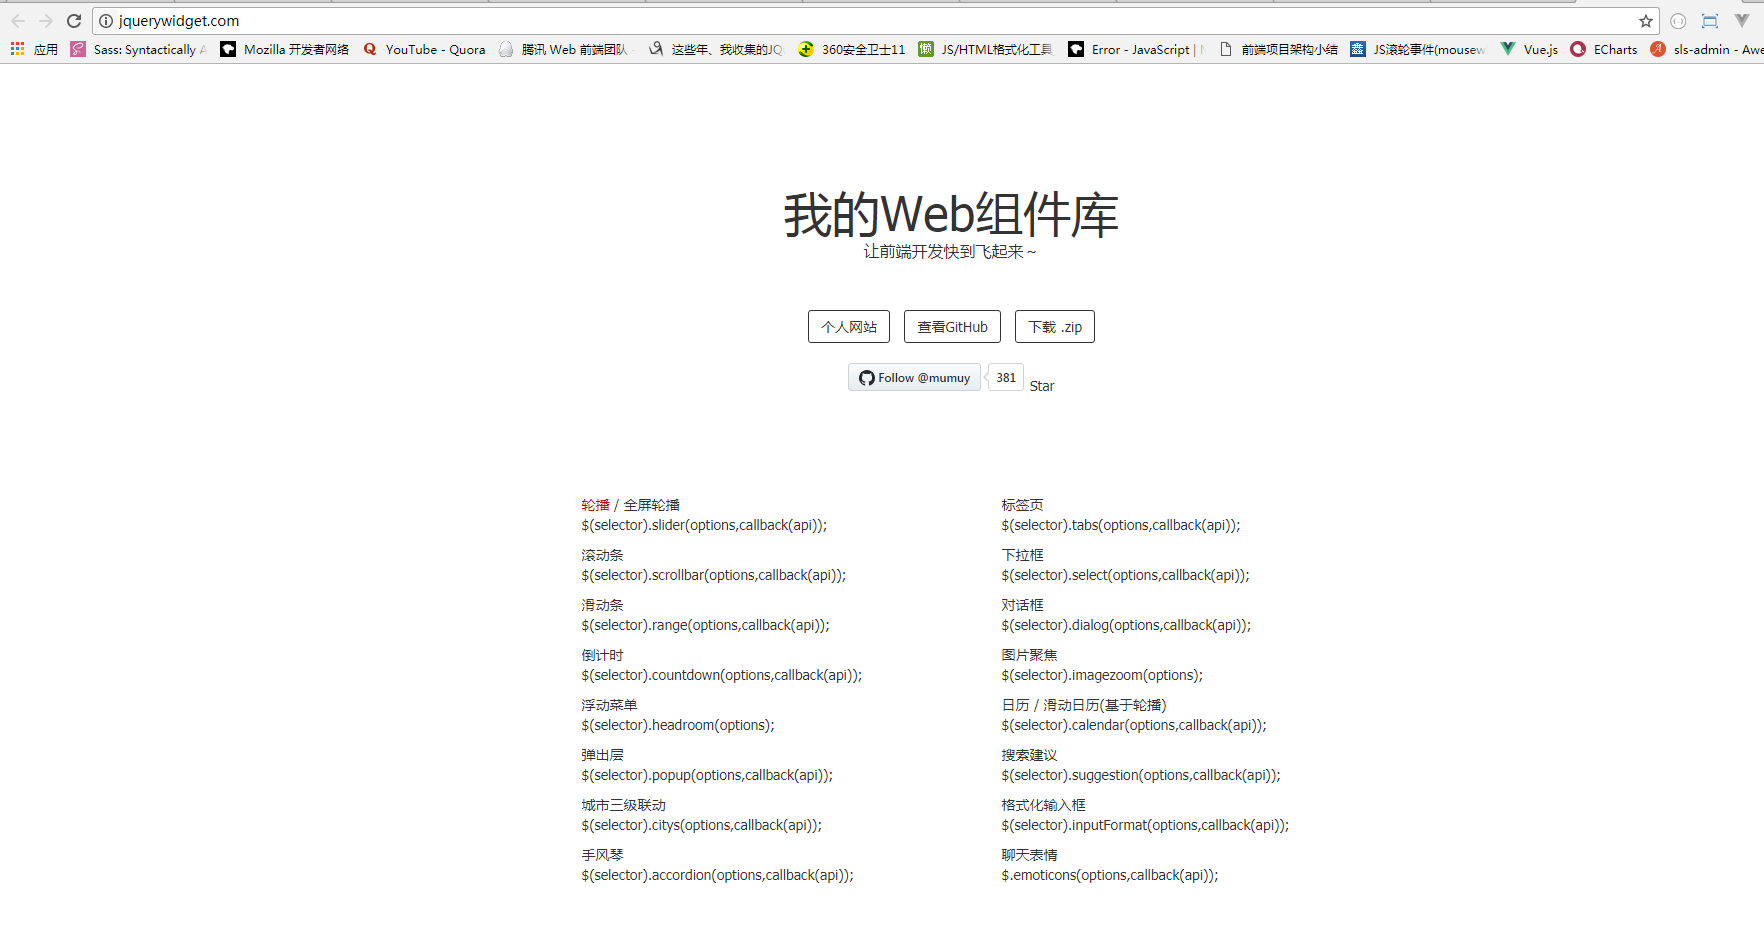 jquerywidget.com
应用 Sass: Syntactically A Mozilla 开发者网络 YouTube - Quora 腾讯 Web 前端团队 - 这些年、我收集的JQ 360安全卫士11 JS/HTML格式化工具 Error - JavaScript | 前端项目架构小结 JS滚轮事件(mousew Vue.js ECharts sls-admin - Awe
我的Web组件库
让前端开发快到飞起来~
个人网站 查看GitHub 下载 .zip
Follow @mumuy 381 Star
轮播 / 全屏轮播
$(selector).slider(options,callback(api));
滚动条
$(selector).scrollbar(options,callback(api));
滑动条
$(selector).range(options,callback(api));
倒计时
$(selector).countdown(options,callback(api));
浮动菜单
$(selector).headroom(options);
弹出层
$(selector).popup(options,callback(api));
城市三级联动
$(selector).citys(options,callback(api));
手风琴
$(selector).accordion(options,callback(api));
标签页
$(selector).tabs(options,callback(api));
下拉框
$(selector).select(options,callback(api));
对话框
$(selector).dialog(options,callback(api));
图片聚焦
$(selector).imagezoom(options);
日历 / 滑动日历(基于轮播)
$(selector).calendar(options,callback(api));
搜索建议
$(selector).suggestion(options,callback(api));
格式化输入框
$(selector).inputFormat(options,callback(api));
聊天表情
$.emoticons(options,callback(api));